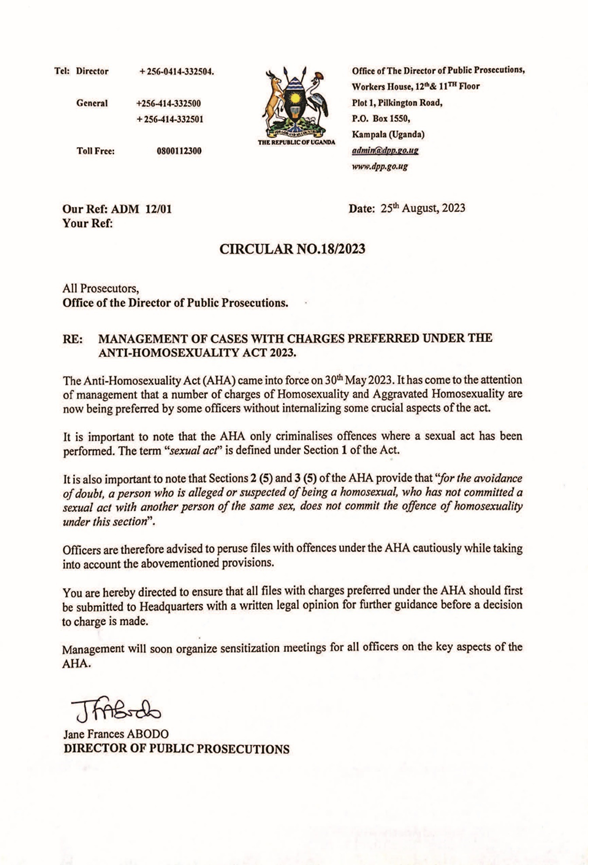 Tel: Director + 256-0414-332504.
General +256-414-332500
+ 256-414-332501
Toll Free: 0800112300
THE REPUBLIC OF UGANDA
Office of The Director of Public Prosecutions,
Workers House, 12th& 11TH Floor
Plot 1, Pilkington Road,
P.O. Box 1550,
Kampala (Uganda)
admin@dpp.go.ug
www.dpp.go.ug
Our Ref: ADM 12/01
Your Ref:
Date: 25th August, 2023
CIRCULAR NO.18/2023
All Prosecutors,
Office of the Director of Public Prosecutions.
RE: MANAGEMENT OF CASES WITH CHARGES PREFERRED UNDER THE
ANTI-HOMOSEXUALITY ACT 2023.
The Anti-Homosexuality Act (AHA) came into force on 30th May 2023. It has come to the attention
of management that a number of charges of Homosexuality and Aggravated Homosexuality are
now being preferred by some officers without internalizing some crucial aspects of the act.
It is important to note that the AHA only criminalises offences where a sexual act has been
performed. The term "sexual act" is defined under Section 1 of the Act.
It is also important to note that Sections 2 (5) and 3 (5) of the AHA provide that "for the avoidance
of doubt, a person who is alleged or suspected of being a homosexual, who has not committed a
sexual act with another person of the same sex, does not commit the offence of homosexuality
under this section".
Officers are therefore advised to peruse files with offences under the AHA cautiously while taking
into account the abovementioned provisions.
You are hereby directed to ensure that all files with charges preferred under the AHA should first
be submitted to Headquarters with a written legal opinion for further guidance before a decision
to charge is made.
Management will soon organize sensitization meetings for all officers on the key aspects of the
AHA.
JFABodo
Jane Frances ABODO
DIRECTOR OF PUBLIC PROSECUTIONS